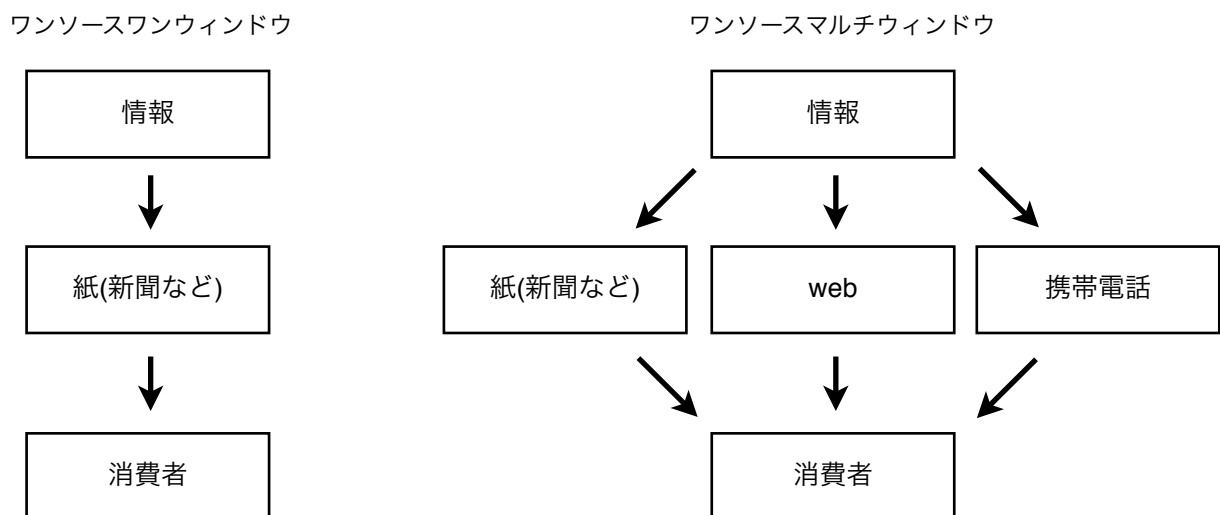 ワンソースワンウィンドウ
情報
紙(新聞など)
消費者
ワンソースマルチウィンドウ
情報
紙(新聞など)
web
携帯電話
消費者